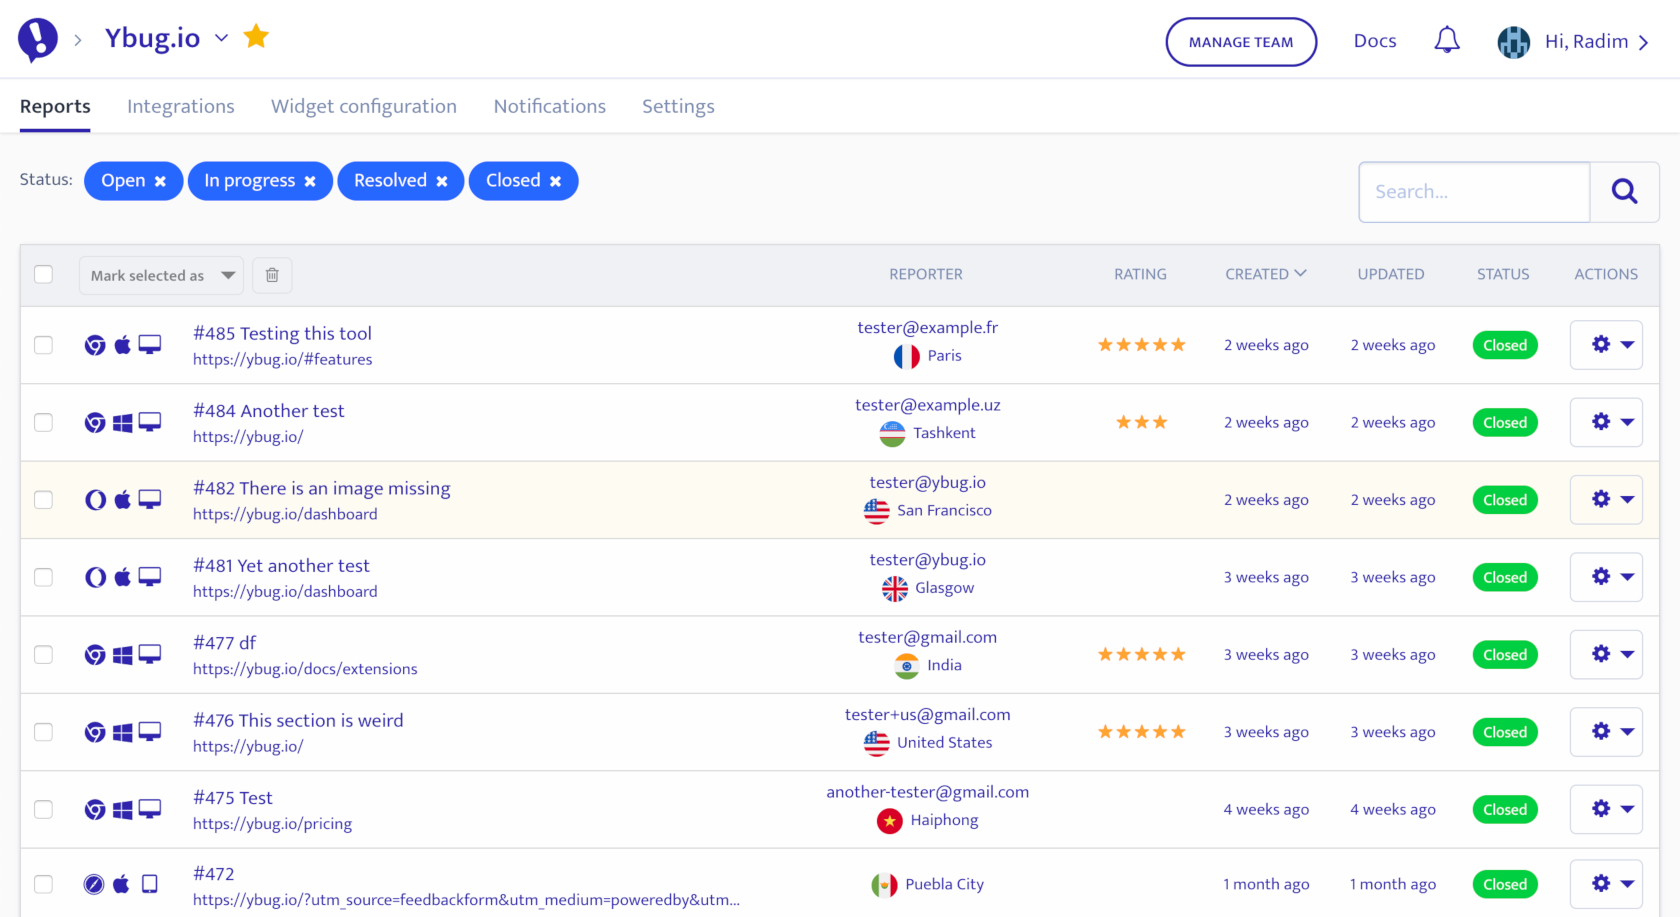 Ybug.io
MANAGE TEAM
Docs
Hi, Radim
Reports Integrations Widget configuration Notifications Settings
Status: Open In progress Resolved Closed
Search...
Mark selected as REPORTER RATING CREATED UPDATED STATUS ACTIONS
#485 Testing this tool
https://ybug.io/#features
tester@example.fr
Paris
2 weeks ago 2 weeks ago Closed
#484 Another test
https://ybug.io/
tester@example.uz
Tashkent
2 weeks ago 2 weeks ago Closed
#482 There is an image missing
https://ybug.io/dashboard
tester@ybug.io
San Francisco
2 weeks ago 2 weeks ago Closed
#481 Yet another test
https://ybug.io/dashboard
tester@ybug.io
Glasgow
3 weeks ago 3 weeks ago Closed
#477 df
https://ybug.io/docs/extensions
tester@gmail.com
India
3 weeks ago 3 weeks ago Closed
#476 This section is weird
https://ybug.io/
tester+us@gmail.com
United States
3 weeks ago 3 weeks ago Closed
#475 Test
https://ybug.io/pricing
another-tester@gmail.com
Haiphong
4 weeks ago 4 weeks ago Closed
#472
https://ybug.io/?utm_source=feedbackform&utm_medium=poweredby&utm...
Puebla City
1 month ago 1 month ago Closed